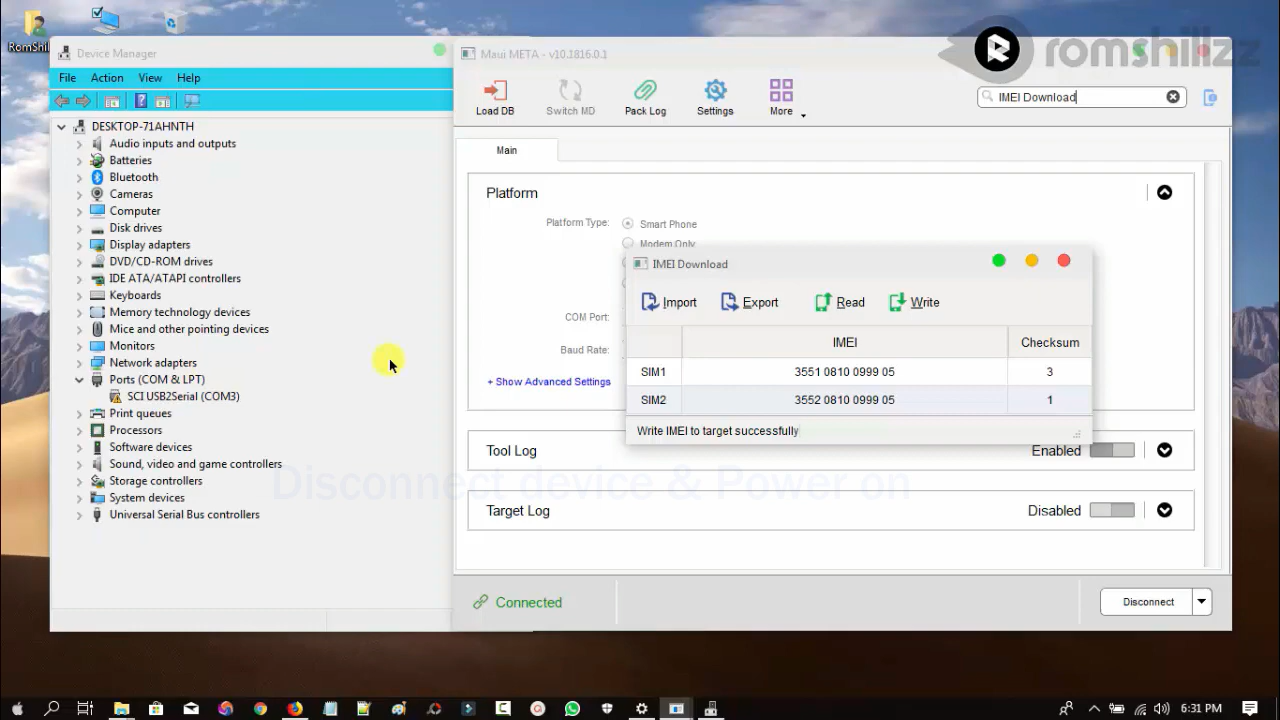 RomShil
romshillzz
Device Manager
File Action View Help
DESKTOP-71AHNTH
Audio inputs and outputs
Batteries
Bluetooth
Cameras
Computer
Disk drives
Display adapters
DVD/CD-ROM drives
IDE ATA/ATAPI controllers
Keyboards
Memory technology devices
Mice and other pointing devices
Monitors
Network adapters
Ports (COM & LPT)
SCI USB2Serial (COM3)
Print queues
Processors
Software devices
Sound, video and game controllers
Storage controllers
System devices
Universal Serial Bus controllers
Maui META - v10.1816.0.1
Load DB Switch MD Pack Log Settings More
IMEI Download
Main
Platform
Platform Type: Smart Phone
Modem Only
COM Port:
Baud Rate:
+ Show Advanced Settings
IMEI Download
Import Export Read Write
IMEI Checksum
SIM1 3551 0810 0999 05 3
SIM2 3552 0810 0999 05 1
Write IMEI to target successfully
Tool Log Enabled
Disconnect device & Power on
Target Log Disabled
Connected Disconnect
6:31 PM